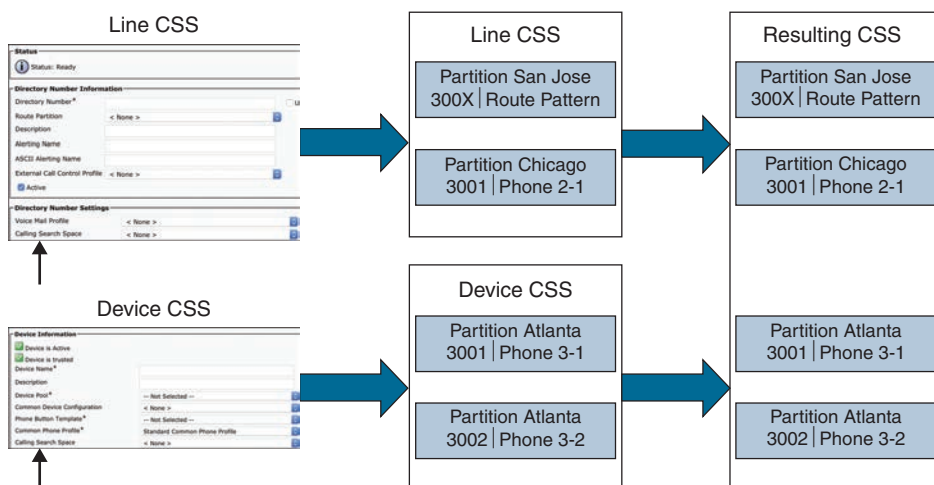 Line CSS
Status
Status: Ready
Directory Number Information
Directory Number*
Route Partition < None >
Description
Alerting Name
ASCII Alerting Name
External Call Control Profile < None >
Active
Directory Number Settings
Voice Mail Profile < None >
Calling Search Space < None >
Line CSS
Partition San Jose
300X | Route Pattern
Partition Chicago
3001 | Phone 2-1
Resulting CSS
Partition San Jose
300X | Route Pattern
Partition Chicago
3001 | Phone 2-1
Device CSS
Device Information
Device is Active
Device is trusted
Device Name*
Description
Device Pool* -- Not Selected --
Common Device Configuration < None >
Phone Button Template* -- Not Selected --
Common Phone Profile* Standard Common Phone Profile
Calling Search Space < None >
Device CSS
Partition Atlanta
3001 | Phone 3-1
Partition Atlanta
3002 | Phone 3-2
Partition Atlanta
3001 | Phone 3-1
Partition Atlanta
3002 | Phone 3-2